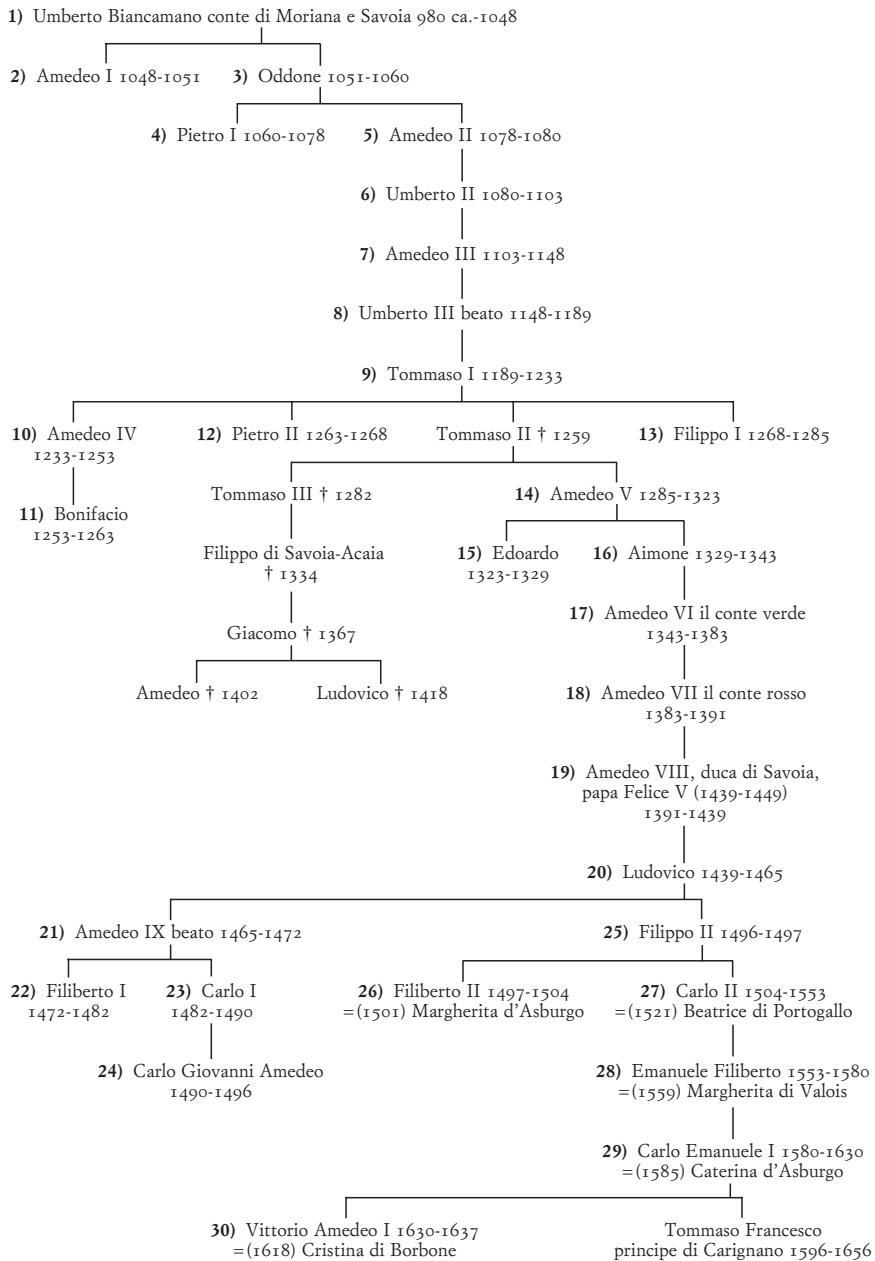 1) Umberto Biancamano conte di Moriana e Savoia 980 ca.-1048
2) Amedeo I 1048-1051 3) Oddone 1051-1060
4) Pietro I 1060-1078 5) Amedeo II 1078-1080
6) Umberto II 1080-1103
7) Amedeo III 1103-1148
8) Umberto III beato 1148-1189
9) Tommaso I 1189-1233
10) Amedeo IV
1233-1253
12) Pietro II 1263-1268
Tommaso II † 1259
13) Filippo I 1268-1285
11) Bonifacio
1253-1263
Tommaso III † 1282
14) Amedeo V 1285-1323
Filippo di Savoia-Acaia
† 1334
15) Edoardo
1323-1329
16) Aimone 1329-1343
Giacomo † 1367
17) Amedeo VI il conte verde
1343-1383
Amedeo † 1402
Ludovico † 1418
18) Amedeo VII il conte rosso
1383-1391
19) Amedeo VIII, duca di Savoia,
papa Felice V (1439-1449)
1391-1439
20) Ludovico 1439-1465
21) Amedeo IX beato 1465-1472
25) Filippo II 1496-1497
22) Filiberto I
1472-1482
23) Carlo I
1482-1490
26) Filiberto II 1497-1504
=(1501) Margherita d'Asburgo
27) Carlo II 1504-1553
=(1521) Beatrice di Portogallo
24) Carlo Giovanni Amedeo
1490-1496
28) Emanuele Filiberto 1553-1580
=(1559) Margherita di Valois
29) Carlo Emanuele I 1580-1630
=(1585) Caterina d'Asburgo
30) Vittorio Amedeo I 1630-1637
=(1618) Cristina di Borbone
Tommaso Francesco
principe di Carignano 1596-1656